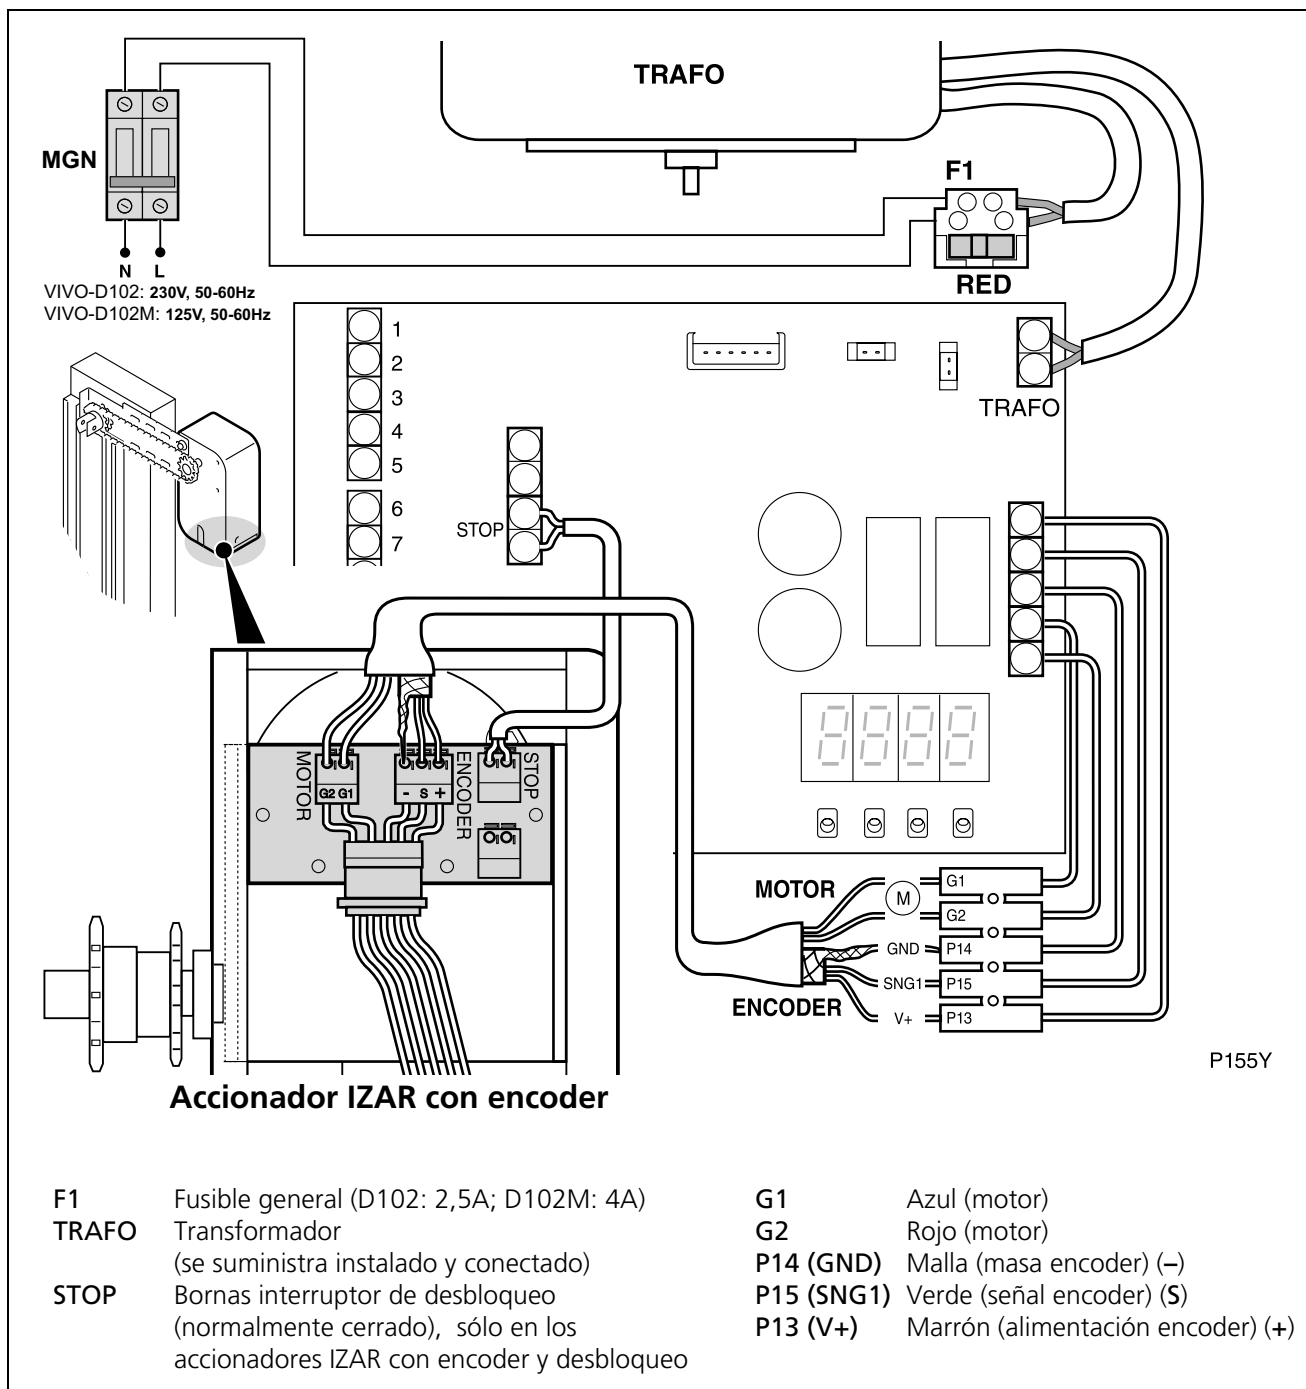 TRAFO
MGN
F1
N L
RED
VIVO-D102: 230V, 50-60Hz
VIVO-D102M: 125V, 50-60Hz
1
2
3
4
5
6
7
TRAFO
STOP
MOTOR
G2 G1
- S +
ENCODER
STOP
MOTOR
M
G1
G2
GND
P14
SNG1
P15
ENCODER
V+
P13
P155Y
Accionador IZAR con encoder
F1 Fusible general (D102: 2,5A; D102M: 4A)
TRAFO Transformador
(se suministra instalado y conectado)
STOP Bornas interruptor de desbloqueo
(normalmente cerrado), sólo en los
accionadores IZAR con encoder y desbloqueo
G1 Azul (motor)
G2 Rojo (motor)
P14 (GND) Malla (masa encoder) (–)
P15 (SNG1) Verde (señal encoder) (S)
P13 (V+) Marrón (alimentación encoder) (+)